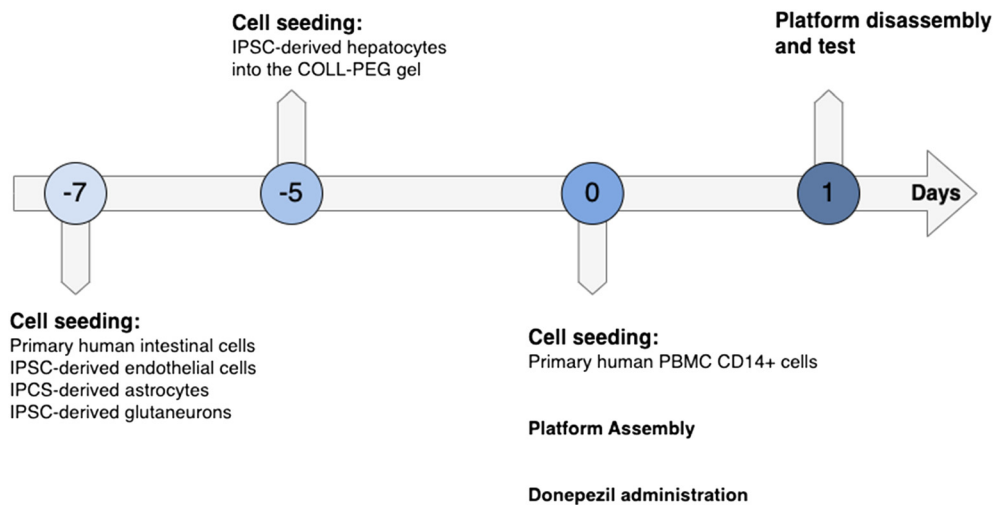 Cell seeding:
IPSC-derived hepatocytes
into the COLL-PEG gel
Platform disassembly
and test
-7
-5
0
1
Days
Cell seeding:
Primary human intestinal cells
IPSC-derived endothelial cells
IPCS-derived astrocytes
IPSC-derived glutaneurons
Cell seeding:
Primary human PBMC CD14+ cells
Platform Assembly
Donepezil administration